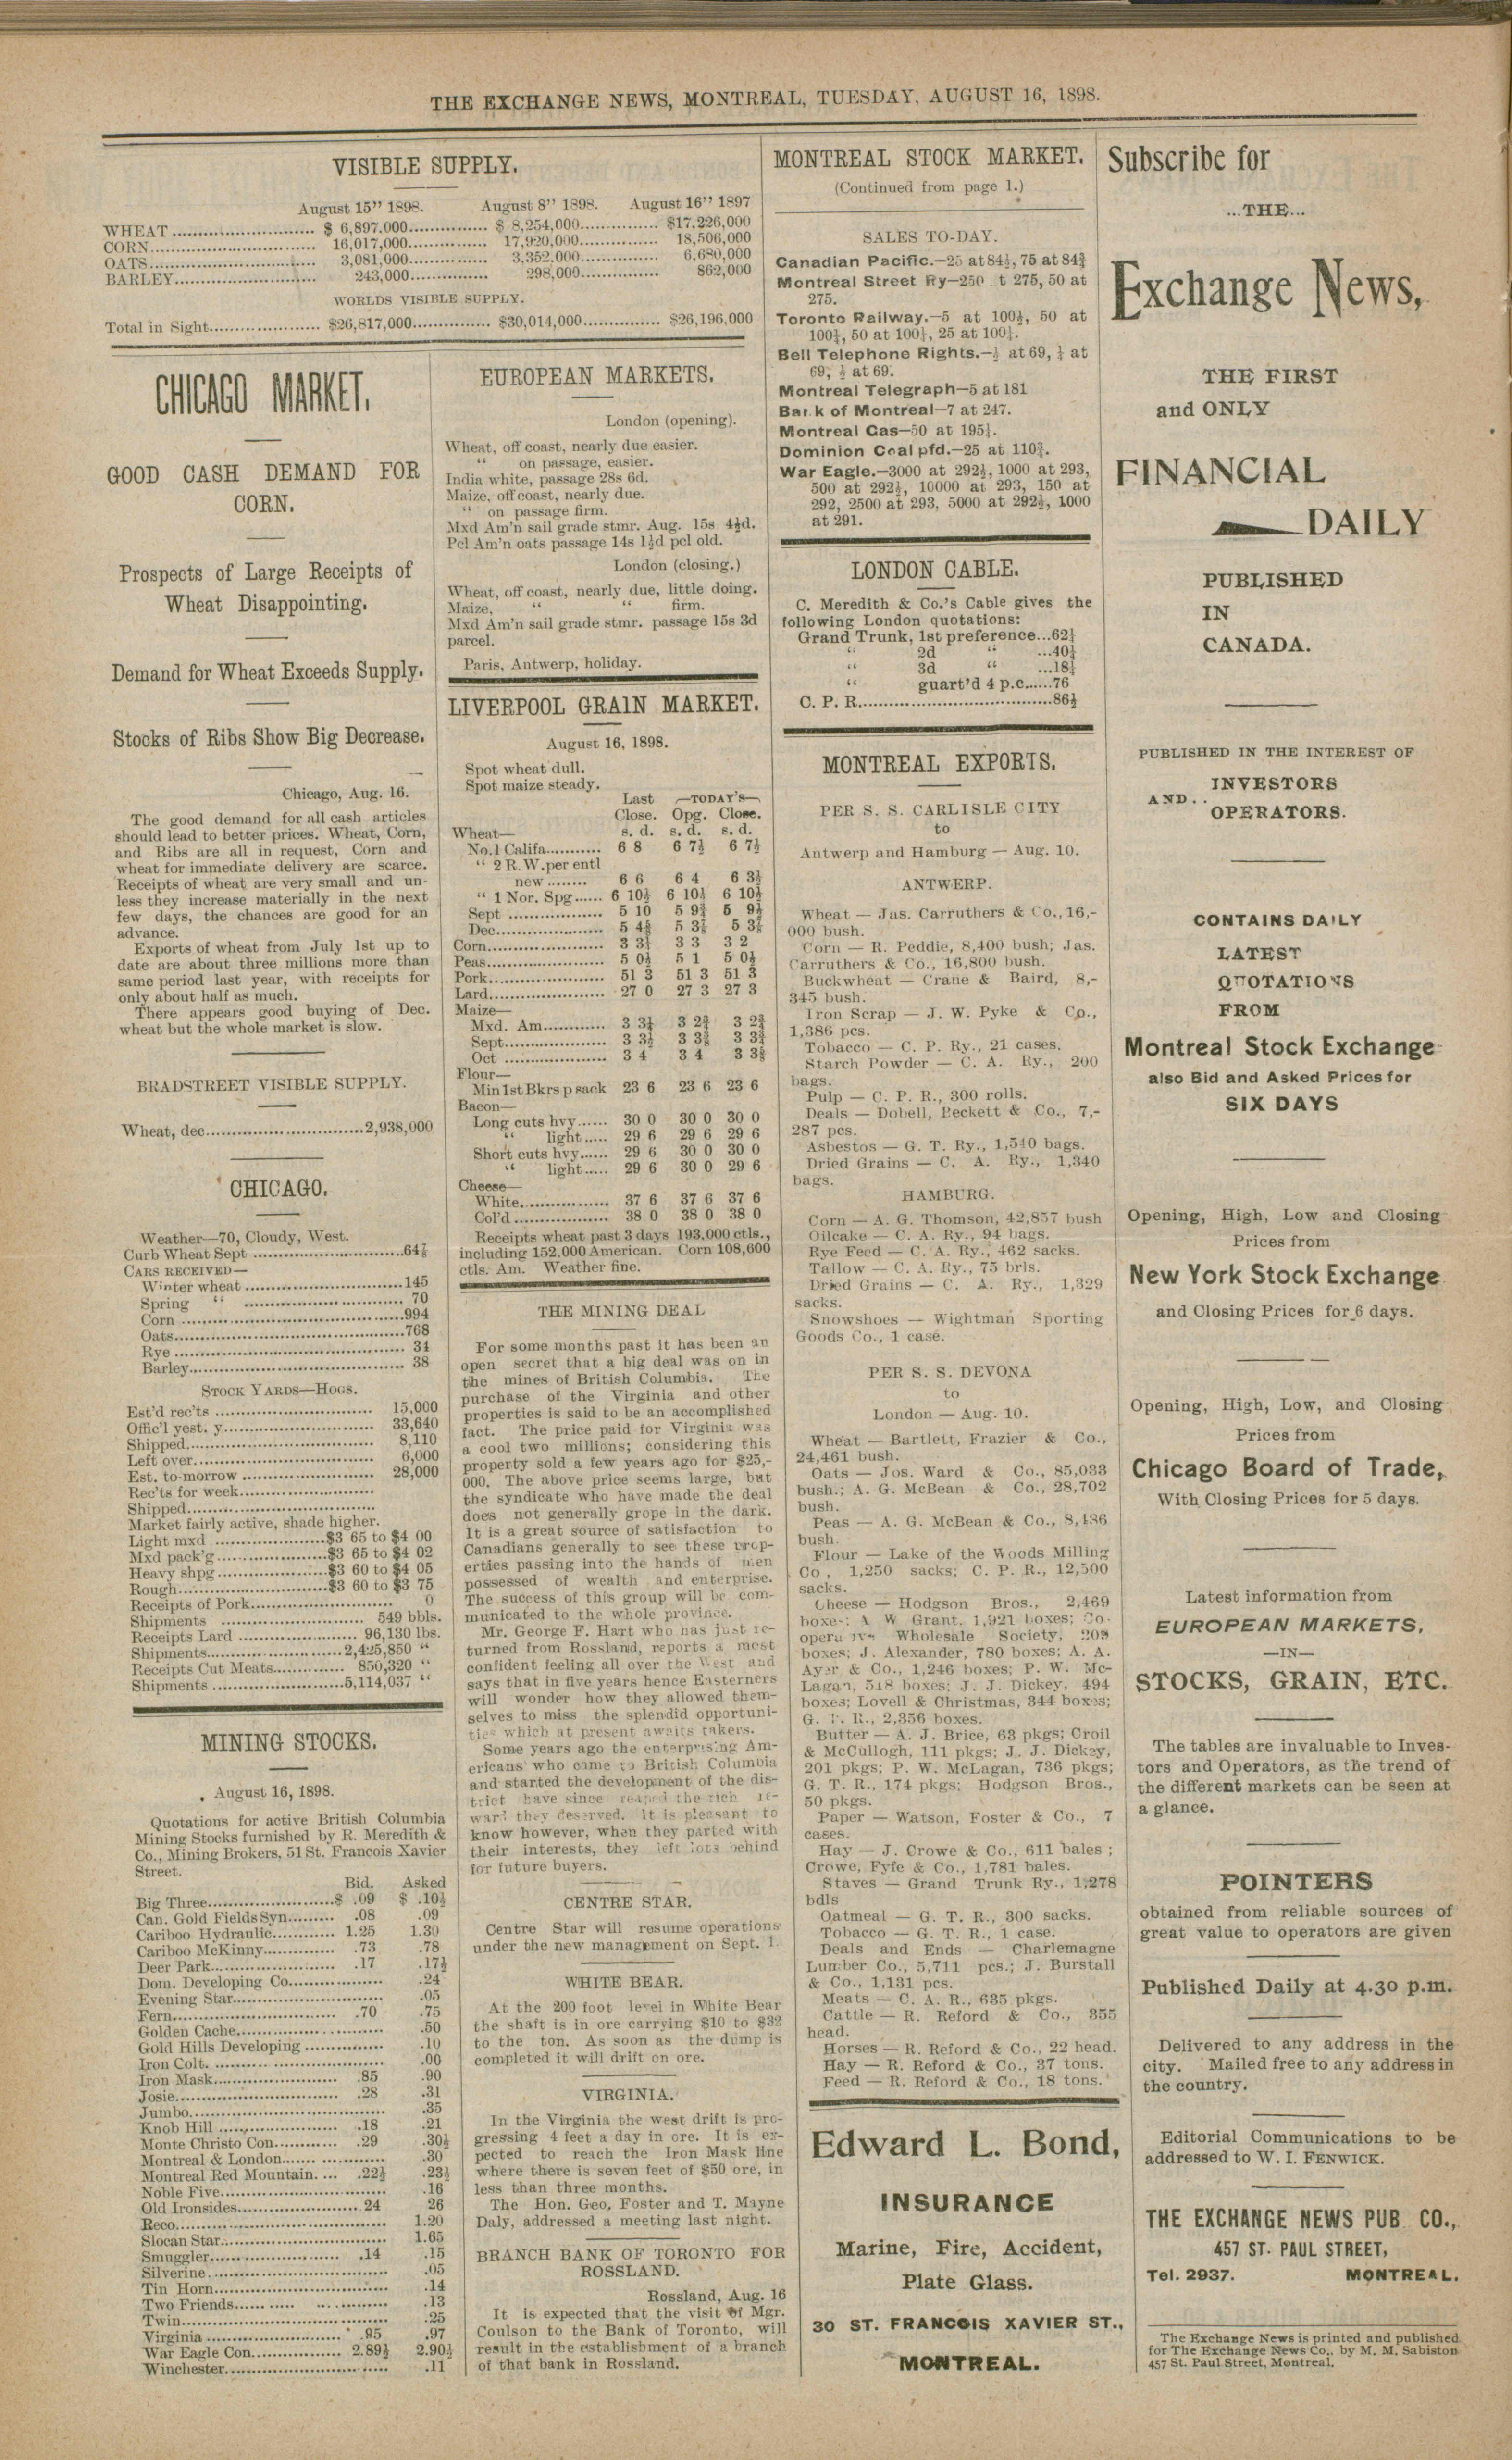 THE EXCHANGE NEWS, MONTREAL, TUESDAY, AUGUST 16, 1898.
VISIBLE SUPPLY.
August 15" 1898. August 8" 1898. August 16" 1897
WHEAT ........ $ 6,897,000........ $ 8,254,000........ $17,226,000
CORN........ 16,017,000........ 17,920,000........ 18,506,000
OATS........ 3,081,000........ 3,352,000........ 6,680,000
BARLEY........ 243,000........ 298,000........ 862,000
WORLDS VISIBLE SUPPLY.
Total in Sight........ $26,817,000........ $30,014,000........ $26,196,000
CHICAGO MARKET.
GOOD CASH DEMAND FOR
CORN.
Prospects of Large Receipts of
Wheat Disappointing.
Demand for Wheat Exceeds Supply.
Stocks of Ribs Show Big Decrease.
Chicago, Aug. 16.
The good demand for all cash articles
should lead to better prices. Wheat, Corn,
and Ribs are all in request, Corn and
wheat for immediate delivery are scarce.
Receipts of wheat are very small and un-
less they increase materially in the next
few days, the chances are good for an
advance.
Exports of wheat from July 1st up to
date are about three millions more than
same period last year, with receipts for
only about half as much.
There appears good buying of Dec.
wheat but the whole market is slow.
BRADSTREET VISIBLE SUPPLY.
Wheat, dec........2,938,000
CHICAGO.
Weather—70, Cloudy, West.
Curb Wheat Sept ........64⅞
CARS RECEIVED—
Winter wheat ........145
Spring " ........ 70
Corn ........994
Oats........768
Rye ........ 34
Barley........ 38
STOCK YARDS—HOGS.
Est'd rec'ts ........ 15,000
Offic'l yest. y........ 33,640
Shipped........ 8,110
Left over........ 6,000
Est. to-morrow ........ 28,000
Rec'ts for week........
Shipped........
Market fairly active, shade higher.
Light mxd ........$3 65 to $4 00
Mxd pack'g........$3 65 to $4 02
Heavy shpg........$3 60 to $4 05
Rough........$3 60 to $3 75
Receipts of Pork........ 0
Shipments ........ 549 bbls.
Receipts Lard ........ 96,130 lbs.
Shipments........2,425,850 "
Receipts Cut Meats........ 850,320 "
Shipments ........5,114,037 "
MINING STOCKS.
August 16, 1898.
Quotations for active British Columbia
Mining Stocks furnished by R. Meredith &
Co., Mining Brokers, 51 St. Francois Xavier
Street.
Bid. Asked
Big Three........$ .09 $ .10½
Can. Gold Fields Syn........ .08 .09
Cariboo Hydraulic........ 1.25 1.30
Cariboo McKinny........ .73 .78
Deer Park........ .17 .17½
Dom. Developing Co........ .24
Evening Star........ .05
Fern........ .70 .75
Golden Cache........ .50
Gold Hills Developing ........ .10
Iron Colt. ........ .00
Iron Mask........ .85 .90
Josie........ .28 .31
Jumbo........ .35
Knob Hill ........ .18 .21
Monte Christo Con........ .29 .30½
Montreal & London........ .30
Montreal Red Mountain. ... .22½ .23½
Noble Five........ .16
Old Ironsides........ 24 26
Reco........ 1.20
Slocan Star........ 1.65
Smuggler........ .14 .15
Silverine........ .05
Tin Horn........ .14
Two Friends........ .13
Twin........ .25
Virginia ........ .95 .97
War Eagle Con........ 2.89½ 2.90½
Winchester........ .11
EUROPEAN MARKETS.
London (opening).
Wheat, off coast, nearly due easier.
" on passage, easier.
India white, passage 28s 6d.
Maize, off coast, nearly due.
" on passage firm.
Mxd Am'n sail grade stmr. Aug. 15s 4½d.
Pcl Am'n oats passage 14s 1½d pcl old.
London (closing.)
Wheat, off coast, nearly due, little doing.
Maize, " " firm.
Mxd Am'n sail grade stmr. passage 15s 3d
parcel.
Paris, Antwerp, holiday.
LIVERPOOL GRAIN MARKET.
August 16, 1898.
Spot wheat dull.
Spot maize steady.
Last —TODAY'S—
Close. Opg. Close.
Wheat— s. d. s. d. s. d.
No.1 Califa........ 6 8 6 7½ 6 7½
" 2 R.W. per entl
new ........ 6 6 6 4 6 3½
" 1 Nor. Spg...... 6 10½ 6 10½ 6 10½
Sept ........ 5 10 5 9¾ 5 9½
Dec........ 5 4¾ 5 3⅞ 5 3⅞
Corn........ 3 3½ 3 3 3 2
Peas........ 5 0½ 5 1 5 0½
Pork........ 51 3 51 3 51 3
Lard........ 27 0 27 3 27 3
Maize—
Mxd. Am........ 3 3¼ 3 2¾ 3 2¾
Sept........ 3 3½ 3 3⅜ 3 3¾
Oct ........ 3 4 3 4 3 3⅜
Flour—
Min 1st Bkrs p sack 23 6 23 6 23 6
Bacon—
Long cuts hvy...... 30 0 30 0 30 0
" light..... 29 6 29 6 29 6
Short cuts hvy...... 29 6 30 0 30 0
" light..... 29 6 30 0 29 6
Cheese—
White........ 37 6 37 6 37 6
Col'd ........ 38 0 38 0 38 0
Receipts wheat past 3 days 193,000 ctls.,
including 152,000 American. Corn 108,600
ctls. Am. Weather fine.
THE MINING DEAL
For some months past it has been an
open secret that a big deal was on in
the mines of British Columbia. The
purchase of the Virginia and other
properties is said to be an accomplished
fact. The price paid for Virginia was
a cool two millions; considering this
property sold a few years ago for $25,-
000. The above price seems large, but
the syndicate who have made the deal
does not generally grope in the dark.
It is a great source of satisfaction to
Canadians generally to see these prop-
erties passing into the hands of men
possessed of wealth and enterprise.
The success of this group will be com-
municated to the whole province.
Mr. George F. Hart who has just re-
turned from Rossland, reports a most
confident feeling all over the West and
says that in five years hence Easterners
will wonder how they allowed them-
selves to miss the splendid opportuni-
ties which at present awaits takers.
Some years ago the enterprising Am-
ericans who came to British Columbia
and started the development of the dis-
trict have since reaped the rich re-
ward they deserved. It is pleasant to
know however, when they parted with
their interests, they left lots behind
for future buyers.
CENTRE STAR.
Centre Star will resume operations
under the new management on Sept. 1.
WHITE BEAR.
At the 200 foot level in White Bear
the shaft is in ore carrying $10 to $32
to the ton. As soon as the dump is
completed it will drift on ore.
VIRGINIA.
In the Virginia the west drift is pro-
gressing 4 feet a day in ore. It is ex-
pected to reach the Iron Mask line
where there is seven feet of $50 ore, in
less than three months.
The Hon. Geo. Foster and T. Mayne
Daly, addressed a meeting last night.
BRANCH BANK OF TORONTO FOR
ROSSLAND.
Rossland, Aug. 16
It is expected that the visit of Mgr.
Coulson to the Bank of Toronto, will
result in the establishment of a branch
of that bank in Rossland.
MONTREAL STOCK MARKET.
(Continued from page 1.)
SALES TO-DAY.
Canadian Pacific.—25 at 84½, 75 at 84¾
Montreal Street Ry—250 t 275, 50 at
275.
Toronto Railway.—5 at 100½, 50 at
100¼, 50 at 100¼, 25 at 100¼.
Bell Telephone Rights.—½ at 69, ½ at
69, ½ at 69.
Montreal Telegraph—5 at 181
Bank of Montreal—7 at 247.
Montreal Gas—50 at 195¼.
Dominion Coal pfd.—25 at 110¾.
War Eagle.—3000 at 292½, 1000 at 293,
500 at 292½, 10000 at 293, 150 at
292, 2500 at 293, 5000 at 292½, 1000
at 291.
LONDON CABLE.
C. Meredith & Co.'s Cable gives the
following London quotations:
Grand Trunk, 1st preference...62½
" 2d " ...40½
" 3d " ...18½
" guart'd 4 p.c......76
C. P. R........86½
MONTREAL EXPORTS.
PER S. S. CARLISLE CITY
to
Antwerp and Hamburg — Aug. 10.
ANTWERP.
Wheat — Jas. Carruthers & Co., 16,-
000 bush.
Corn — R. Peddie, 8,400 bush; Jas.
Carruthers & Co., 16,800 bush.
Buckwheat — Crane & Baird, 8,-
345 bush.
Iron Scrap — J. W. Pyke & Co.,
1,386 pcs.
Tobacco — C. P. Ry., 21 cases.
Starch Powder — C. A. Ry., 200
bags.
Pulp — C. P. R., 300 rolls.
Deals — Dobell, Beckett & Co., 7,-
287 pcs.
Asbestos — G. T. Ry., 1,540 bags.
Dried Grains — C. A. Ry., 1,340
bags.
HAMBURG.
Corn — A. G. Thomson, 42,857 bush
Oilcake — C. A. Ry., 94 bags.
Rye Feed — C. A. Ry., 462 sacks.
Tallow — C. A. Ry., 75 brls.
Dried Grains — C. A. Ry., 1,329
sacks.
Snowshoes — Wightman Sporting
Goods Co., 1 case.
PER S. S. DEVONA
to
London — Aug. 10.
Wheat — Bartlett, Frazier & Co.,
24,461 bush.
Oats — Jos. Ward & Co., 85,033
bush.; A. G. McBean & Co., 28,702
bush.
Peas — A. G. McBean & Co., 8,486
bush.
Flour — Lake of the Woods Milling
Co , 1,250 sacks; C. P. R., 12,500
sacks.
Cheese — Hodgson Bros., 2,469
boxes; A. W. Grant, 1,921 boxes; Co-
operative Wholesale Society, 209
boxes; J. Alexander, 780 boxes; A. A.
Ayer & Co., 1,246 boxes; P. W. Mc-
Lagan, 518 boxes; J. J. Dickey, 494
boxes; Lovell & Christmas, 344 boxes;
G. T. R., 2,356 boxes.
Butter — A. J. Brice, 63 pkgs; Croil
& McCullogh, 111 pkgs; J. J. Dickey,
201 pkgs; P. W. McLagan, 736 pkgs;
G. T. R., 174 pkgs; Hodgson Bros.,
50 pkgs.
Paper — Watson, Foster & Co., 7
cases.
Hay — J. Crowe & Co., 611 bales ;
Crowe, Fyfe & Co., 1,781 bales.
Staves — Grand Trunk Ry., 1,278
bdls
Oatmeal — G. T. R., 300 sacks.
Tobacco — G. T. R., 1 case.
Deals and Ends — Charlemagne
Lumber Co., 5,711 pcs.; J. Burstall
& Co., 1,131 pcs.
Meats — C. A. R., 635 pkgs.
Cattle — R. Reford & Co., 355
head.
Horses — R. Reford & Co., 22 head.
Hay — R. Reford & Co., 37 tons.
Feed — R. Reford & Co., 18 tons.
Edward L. Bond,
INSURANCE
Marine, Fire, Accident,
Plate Glass.
30 ST. FRANCOIS XAVIER ST.,
MONTREAL.
Subscribe for
...THE...
Exchange News,
THE FIRST
and ONLY
FINANCIAL
DAILY
PUBLISHED
IN
CANADA.
PUBLISHED IN THE INTEREST OF
INVESTORS
AND..
OPERATORS.
CONTAINS DAILY
LATEST
QUOTATIONS
FROM
Montreal Stock Exchange
also Bid and Asked Prices for
SIX DAYS
Opening, High, Low and Closing
Prices from
New York Stock Exchange
and Closing Prices for 6 days.
Opening, High, Low, and Closing
Prices from
Chicago Board of Trade,
With Closing Prices for 5 days.
Latest information from
EUROPEAN MARKETS,
—IN—
STOCKS, GRAIN, ETC.
The tables are invaluable to Inves-
tors and Operators, as the trend of
the different markets can be seen at
a glance.
POINTERS
obtained from reliable sources of
great value to operators are given
Published Daily at 4.30 p.m.
Delivered to any address in the
city. Mailed free to any address in
the country.
Editorial Communications to be
addressed to W. I. FENWICK.
THE EXCHANGE NEWS PUB CO.,
457 ST. PAUL STREET,
Tel. 2937. MONTREAL.
The Exchange News is printed and published
for The Exchange News Co., by M. M. Sabiston
457 St. Paul Street, Montreal.